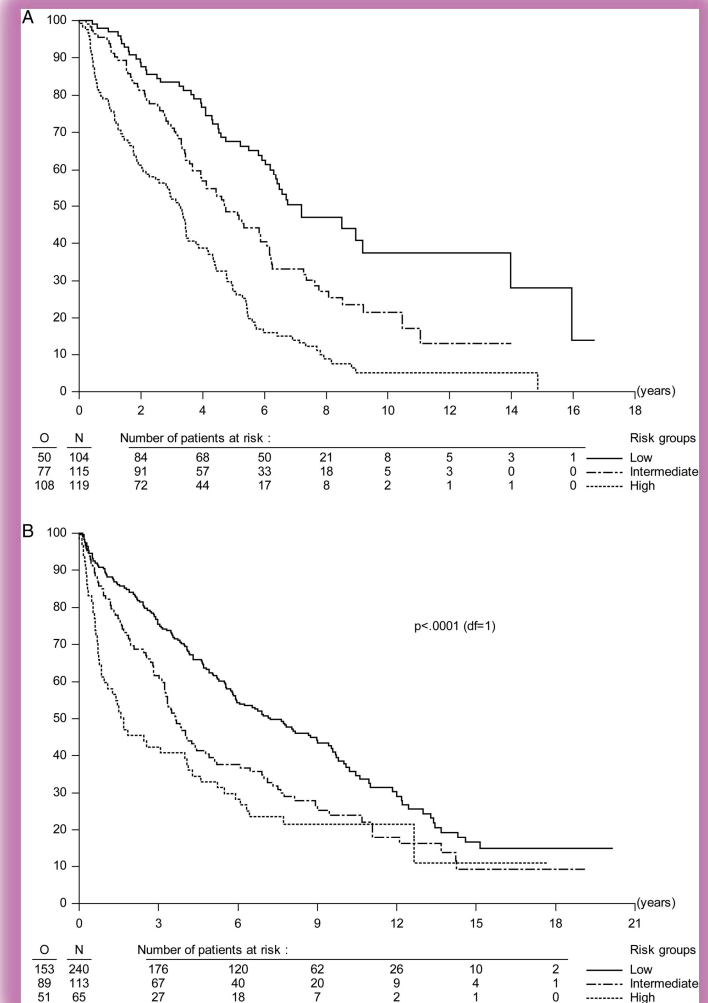 A
100
90
80
70
60
50
40
30
20
10
0
0 2 4 6 8 10 12 14 16 18
(years)
O N Number of patients at risk : Risk groups
50 104 84 68 50 21 8 5 3 1 Low
77 115 91 57 33 18 5 3 0 0 Intermediate
108 119 72 44 17 8 2 1 1 0 High
B
100
90
80
70
60
50
40
30
20
10
0
p<.0001 (df=1)
0 3 6 9 12 15 18 21
(years)
O N Number of patients at risk : Risk groups
153 240 176 120 62 26 10 2 Low
89 113 67 40 20 9 4 1 Intermediate
51 65 27 18 7 2 1 0 High